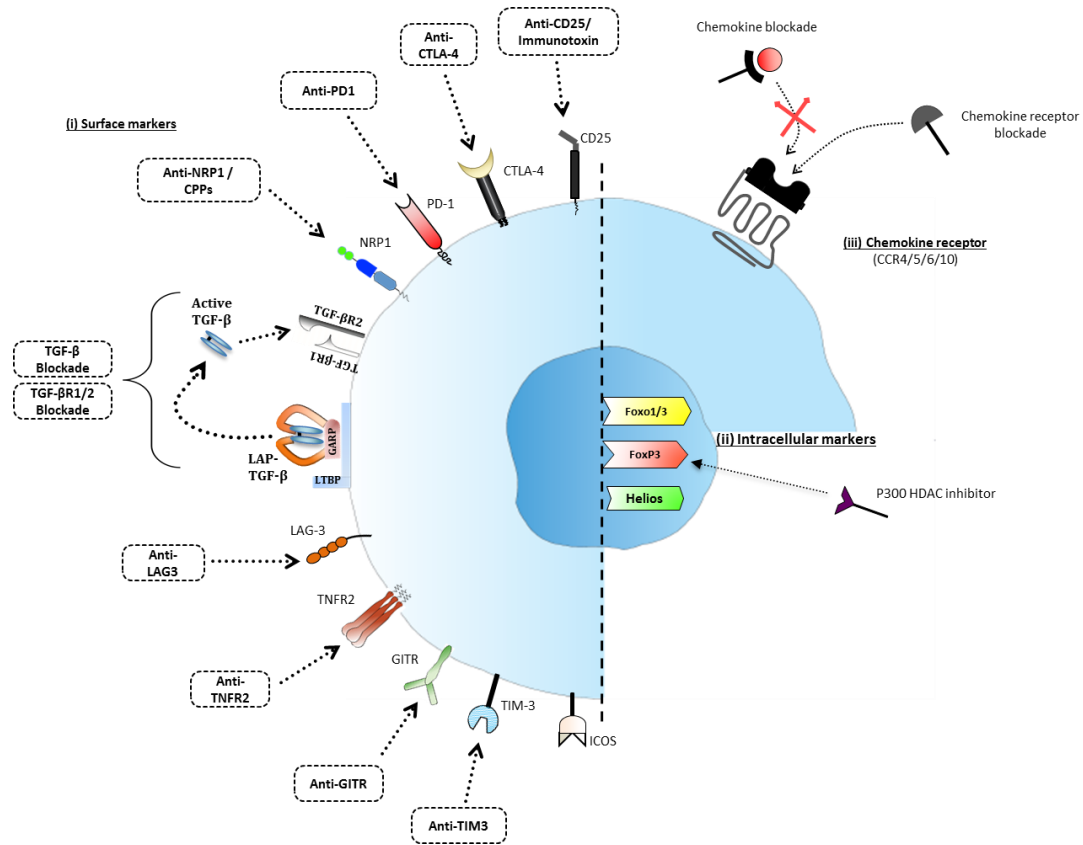 Anti-
CTLA-4
Anti-CD25/
Immunotoxin
Chemokine blockade
Anti-PD1
(i) Surface markers
Chemokine receptor
blockade
CD25
CTLA-4
Anti-NRP1 /
CPPs
PD-1
NRP1
(iii) Chemokine receptor
(CCR4/5/6/10)
Active
TGF-β
TGF-βR2
TGF-βR1
TGF-β
Blockade
TGF-βR1/2
Blockade
GARP
LAP-
TGF-β
LTBP
Foxo1/3
(ii) Intracellular markers
FoxP3
Helios
P300 HDAC inhibitor
LAG-3
Anti-
LAG3
TNFR2
GITR
Anti-
TNFR2
TIM-3
ICOS
Anti-GITR
Anti-TIM3